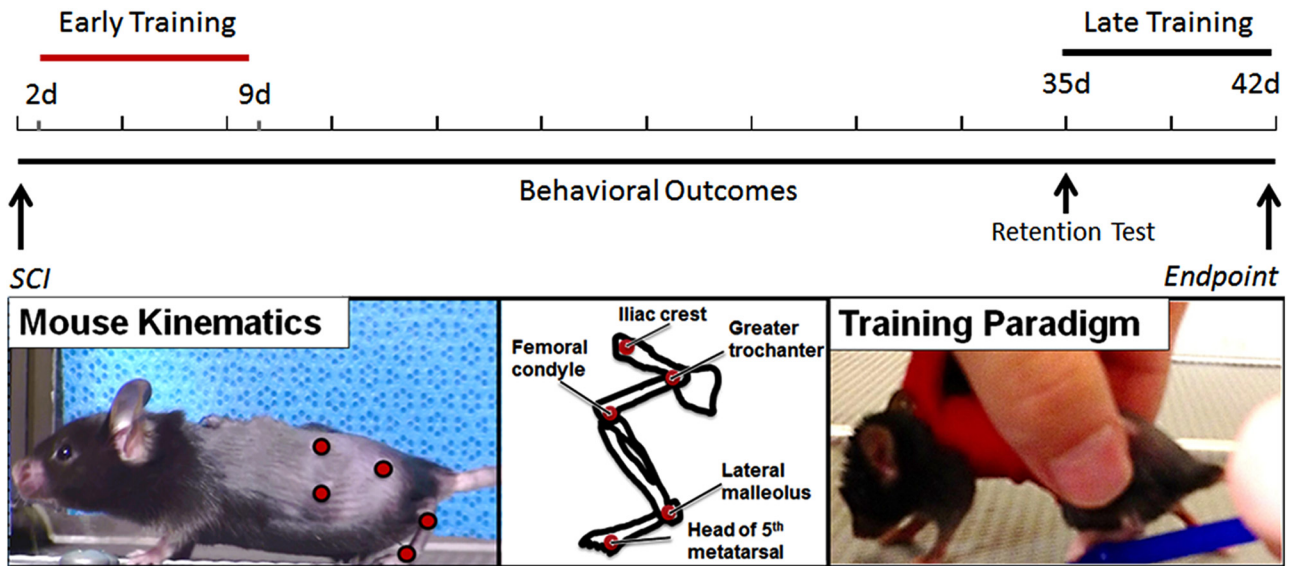 Early Training
Late Training
2d
9d
35d
42d
Behavioral Outcomes
Retention Test
SCI
Endpoint
Mouse Kinematics
Iliac crest
Greater
trochanter
Femoral
condyle
Lateral
malleolus
Head of 5th
metatarsal
Training Paradigm